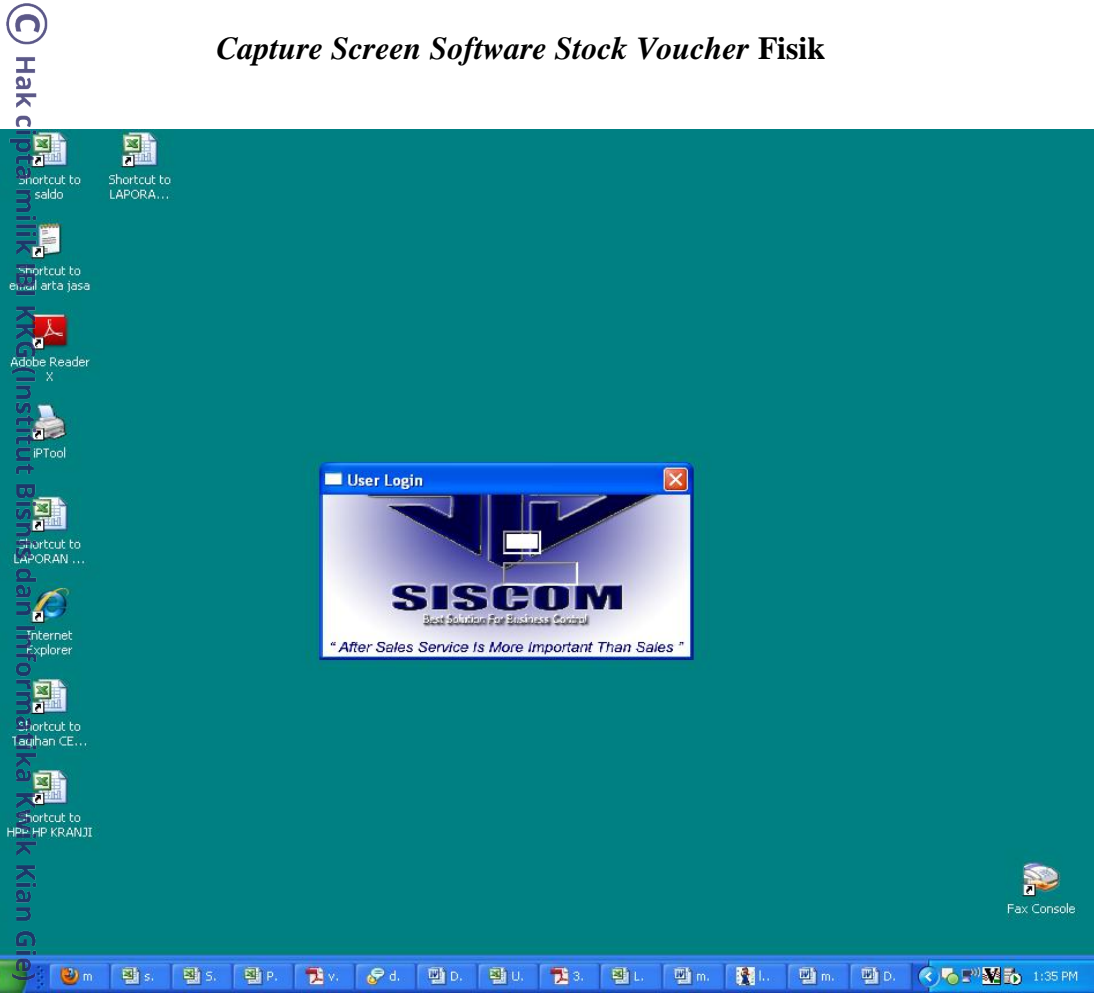 Capture Screen Software Stock Voucher Fisik
© Hak cipta milik IBI KKG (Institut Bisnis dan Informatika Kwik Kian Gie)
Shortcut to
saldo
Shortcut to
LAPORA...
Shortcut to
email arta jasa
Adobe Reader
X
iPTool
Shortcut to
LAPORAN ...
Internet
Explorer
Shortcut to
Tagihan CE...
Shortcut to
HPP HP KRANJI
User Login
SISCOM
Best Solution For Business Control
" After Sales Service Is More Important Than Sales "
Fax Console
m
s.
S.
P.
v.
d.
D.
U.
3.
L.
m.
l..
m.
D.
1:35 PM